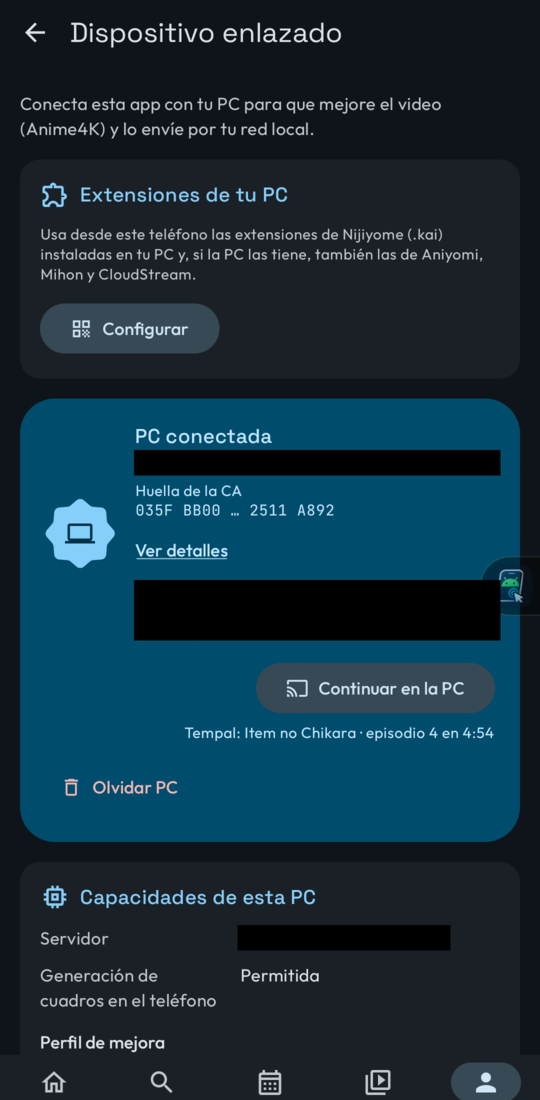 Dispositivo enlazado
Conecta esta app con tu PC para que mejore el video
(Anime4K) y lo envíe por tu red local.
Extensiones de tu PC
Usa desde este teléfono las extensiones de Nijiyome (.kai)
instaladas en tu PC y, si la PC las tiene, también las de Aniyomi,
Mihon y CloudStream.
Configurar
PC conectada
Huella de la CA
035F BB00 … 2511 A892
Ver detalles
Continuar en la PC
Tempal: Item no Chikara · episodio 4 en 4:54
Olvidar PC
Capacidades de esta PC
Servidor
Generación de
cuadros en el teléfono
Permitida
Perfil de mejora